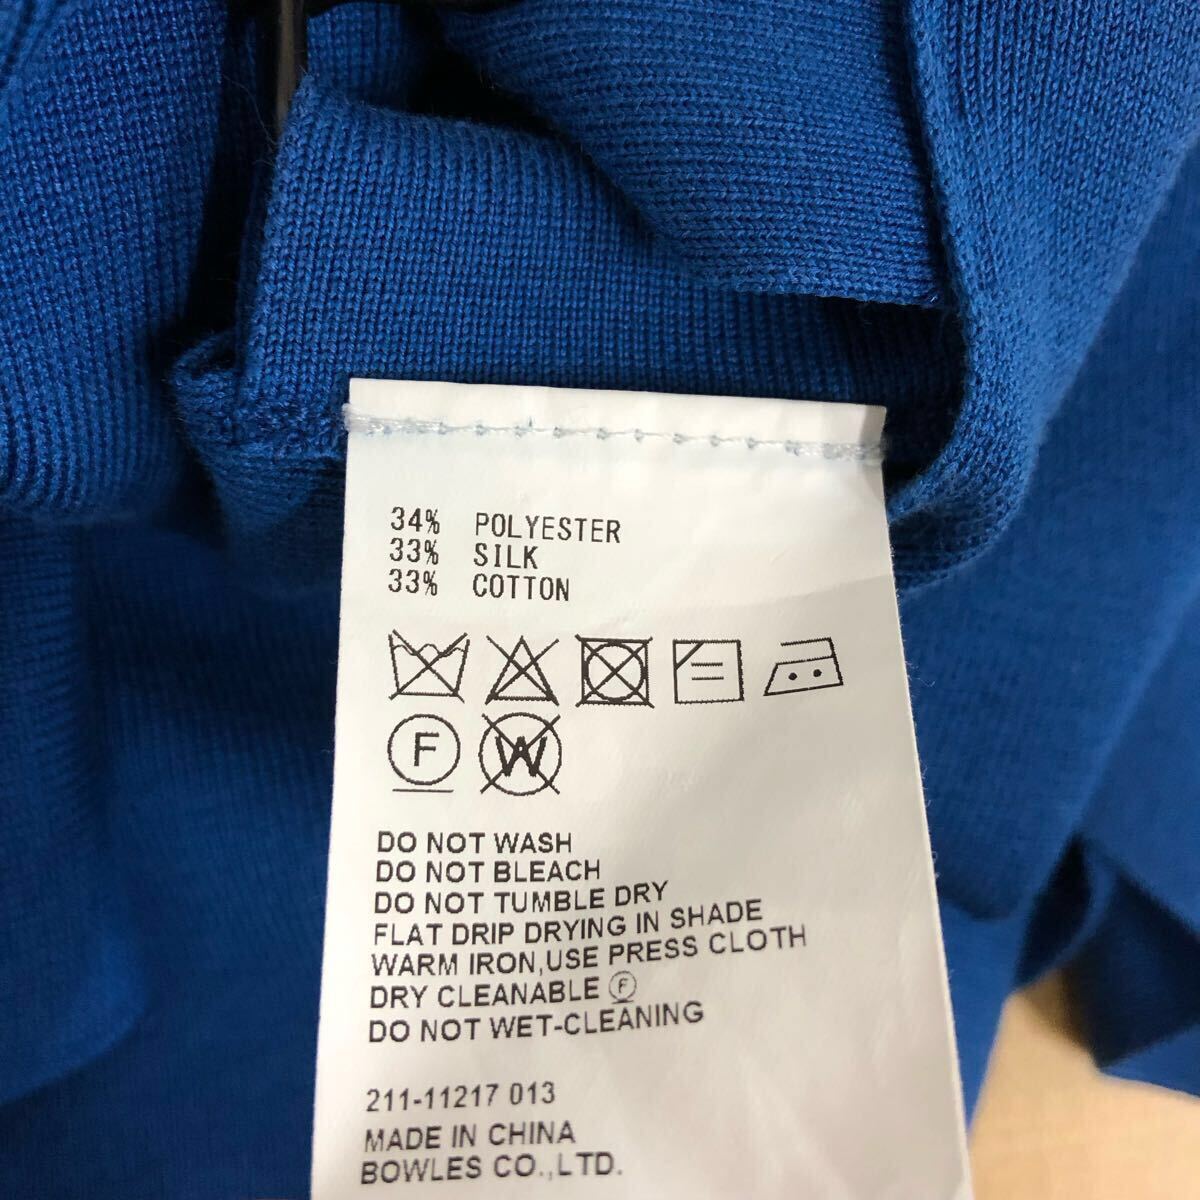 34% POLYESTER
33% SILK
33% COTTON
F W
DO NOT WASH
DO NOT BLEACH
DO NOT TUMBLE DRY
FLAT DRIP DRYING IN SHADE
WARM IRON,USE PRESS CLOTH
DRY CLEANABLE Ⓕ
DO NOT WET-CLEANING
211-11217 013
MADE IN CHINA
BOWLES CO.,LTD.